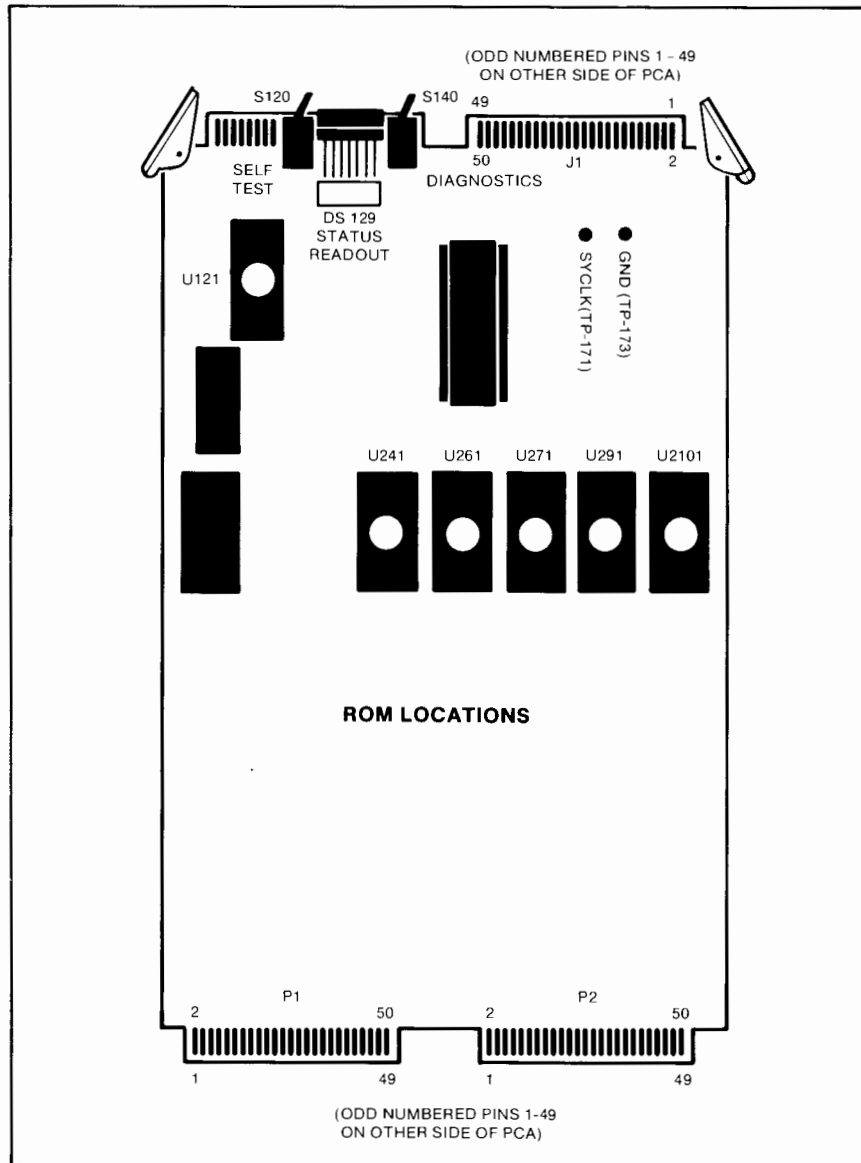 (ODD NUMBERED PINS 1 - 49
ON OTHER SIDE OF PCA)
S120
S140
49
1
50
J1
2
SELF
TEST
DIAGNOSTICS
DS 129
STATUS
READOUT
U121
SYCLK(TP-171)
GND (TP-173)
U241
U261
U271
U291
U2101
ROM LOCATIONS
P1
P2
2
50
2
50
1
49
1
49
(ODD NUMBERED PINS 1-49
ON OTHER SIDE OF PCA)